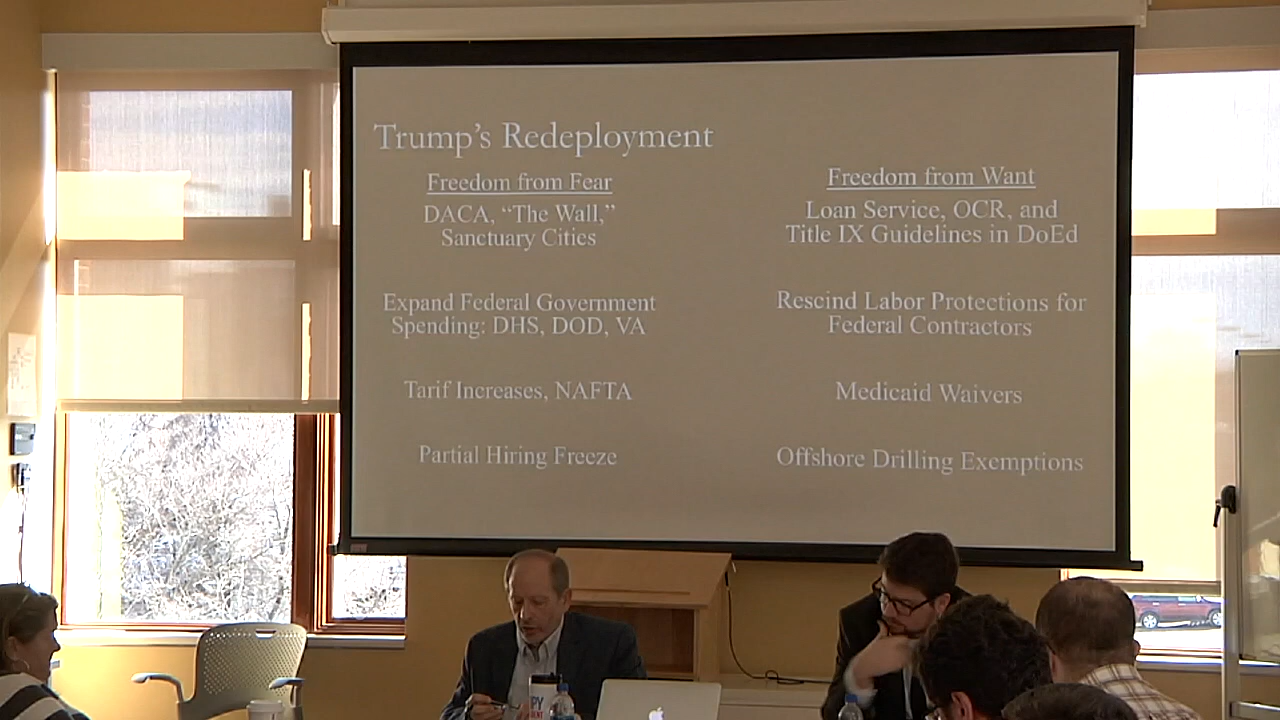 Trump's Redeployment
Freedom from Fear
DACA, “The Wall,”
Sanctuary Cities
Expand Federal Government
Spending: DHS, DOD, VA
Tarif Increases, NAFTA
Partial Hiring Freeze
Freedom from Want
Loan Service, OCR, and
Title IX Guidelines in DoEd
Rescind Labor Protections for
Federal Contractors
Medicaid Waivers
Offshore Drilling Exemptions